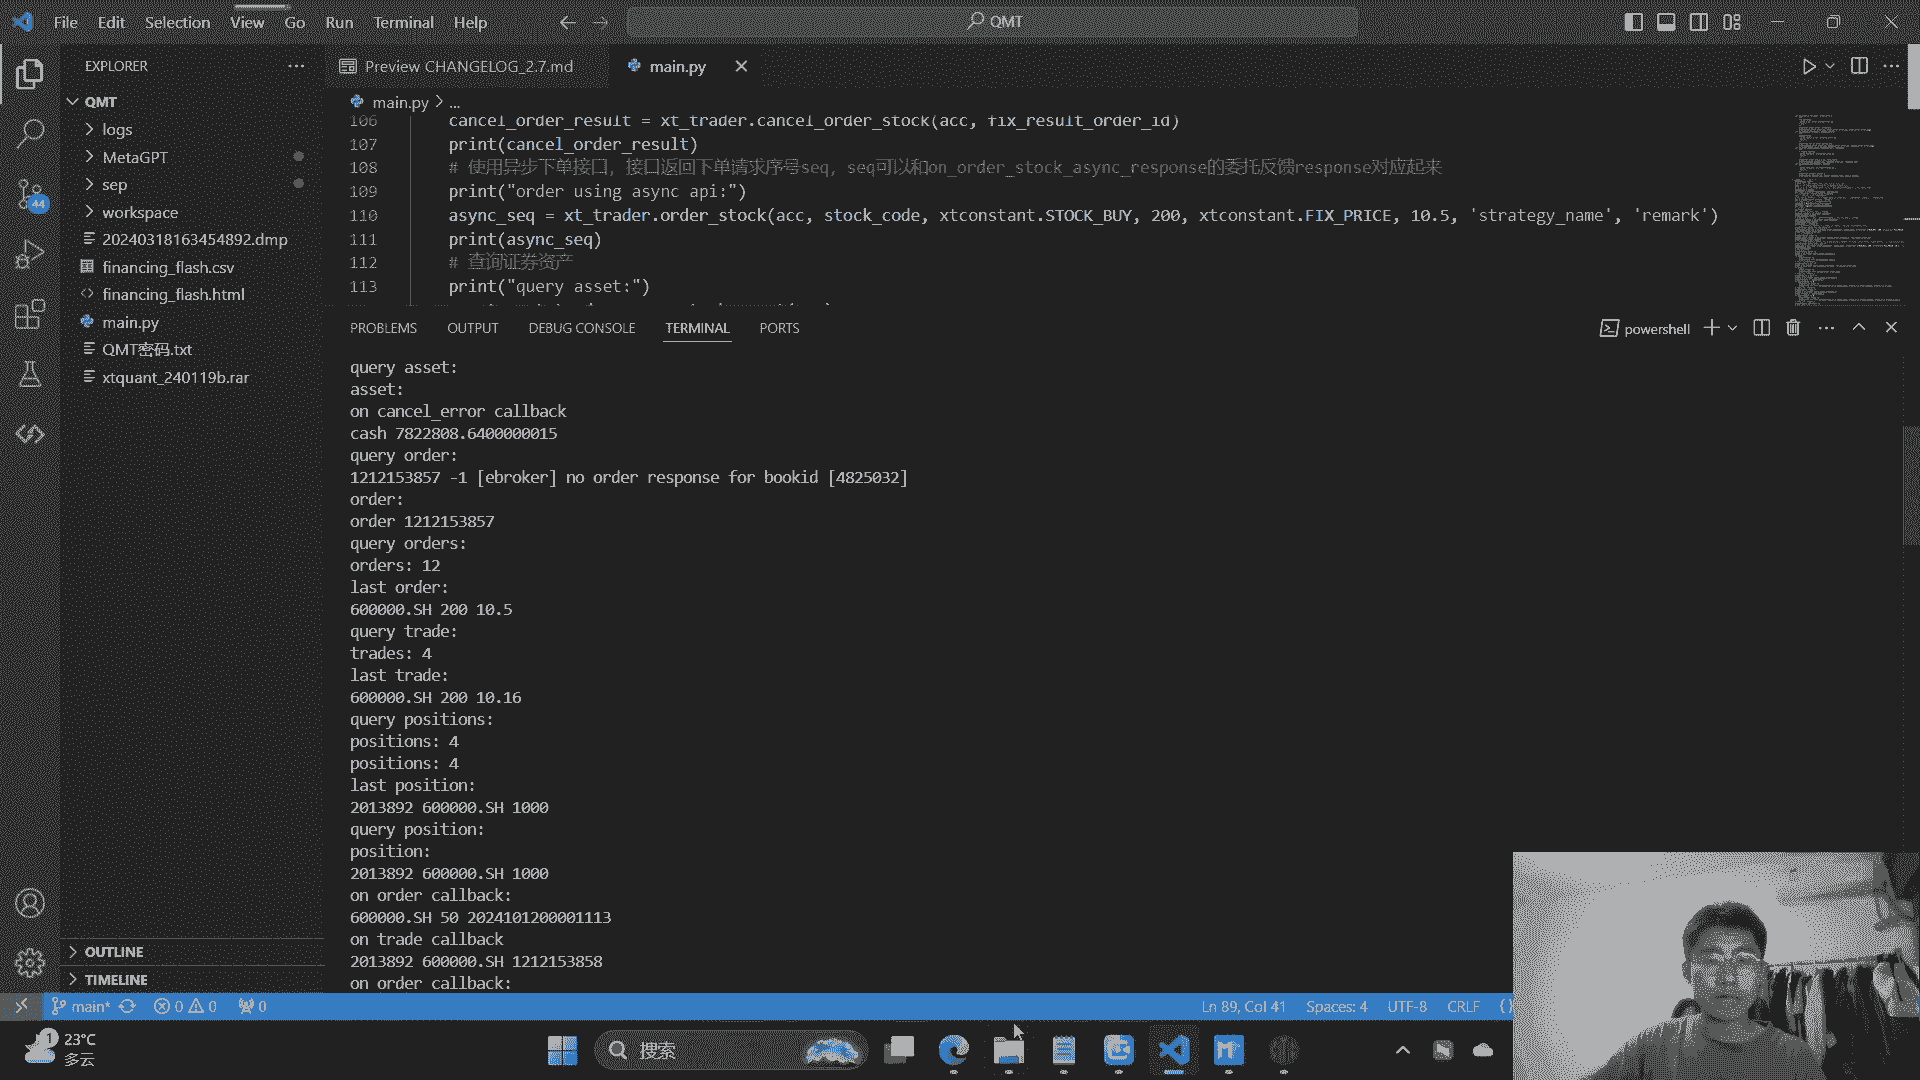 File Edit Selection View Go Run Terminal Help
QMT
EXPLORER
Preview CHANGELOG_2.7.md
main.py
QMT
logs
MetaGPT
sep
workspace
20240318163454892.dmp
financing_flash.csv
financing_flash.html
main.py
QMT密码.txt
xtquant_240119b.rar
OUTLINE
TIMELINE
44
main.py > ...
106 cancel_order_result = xt_trader.cancel_order_stock(acc, fix_result_order_id)
107 print(cancel_order_result)
108 # 使用异步下单接口，接口返回下单请求序号seq，seq可以和on_order_stock_async_response的委托反馈response对应起来
109 print("order using async api:")
110 async_seq = xt_trader.order_stock(acc, stock_code, xtconstant.STOCK_BUY, 200, xtconstant.FIX_PRICE, 10.5, 'strategy_name', 'remark')
111 print(async_seq)
112 # 查询证券资产
113 print("query asset:")
PROBLEMS OUTPUT DEBUG CONSOLE TERMINAL PORTS
powershell
query asset:
asset:
on cancel_error callback
cash 7822808.6400000015
query order:
1212153857 -1 [ebroker] no order response for bookid [4825032]
order:
order 1212153857
query orders:
orders: 12
last order:
600000.SH 200 10.5
query trade:
trades: 4
last trade:
600000.SH 200 10.16
query positions:
positions: 4
positions: 4
last position:
2013892 600000.SH 1000
query position:
position:
2013892 600000.SH 1000
on order callback:
600000.SH 50 2024101200001113
on trade callback
2013892 600000.SH 1212153858
on order callback:
main* 0 0 0
Ln 89, Col 41 Spaces: 4 UTF-8 CRLF {}
1
23°C
多云
搜索